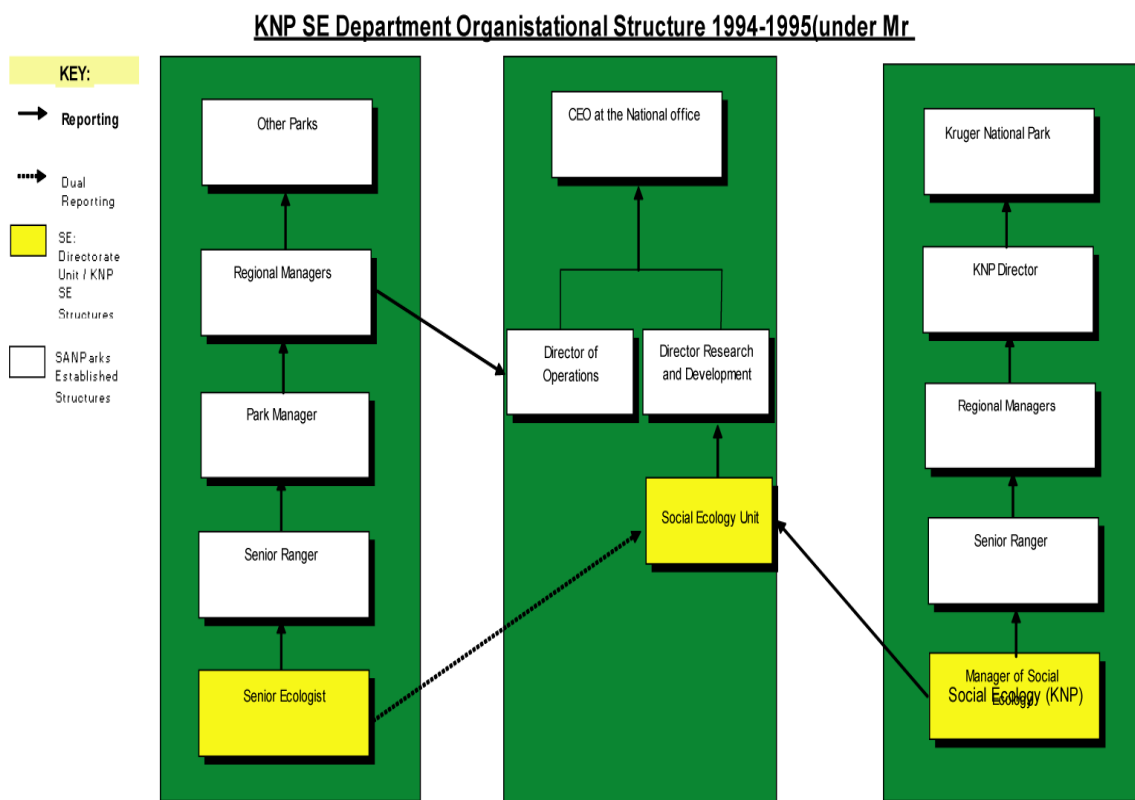 KNP SE Department Organistational Structure 1994-1995(under Mr
KEY:
Reporting
Dual
Reporting
SE:
Directorate
Unit / KNP
SE
Structures
SANParks
Established
Structures
Other Parks
Regional Managers
Park Manager
Senior Ranger
Senior Ecologist
CEO at the National office
Director of
Operations
Director Research
and Development
Social Ecology Unit
Kruger National Park
KNP Director
Regional Managers
Senior Ranger
Manager of Social
Ecology
Social Ecology (KNP)